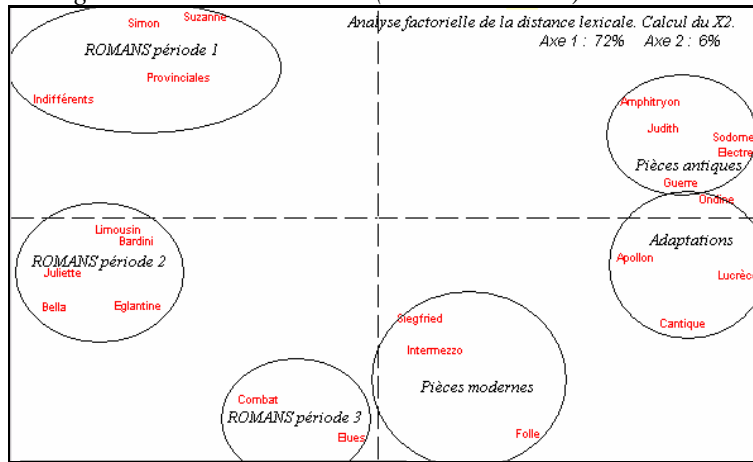 Simon
Suzanne
Analyse factorielle de la distance lexicale. Calcul du X2.
Axe 1 : 72% Axe 2 : 6%
ROMANS période 1
Provinciales
Indifférents
Amphitryon
Judith
Sodome
Electre
Pièces antiques
Guerre
Ondine
Limousin
Bardini
ROMANS période 2
Juliette
Bella
Eglantine
Adaptations
Apollon
Lucrèce
Cantique
Siegfried
Intermezzo
Pièces modernes
Folle
Combat
ROMANS période 3
Elues